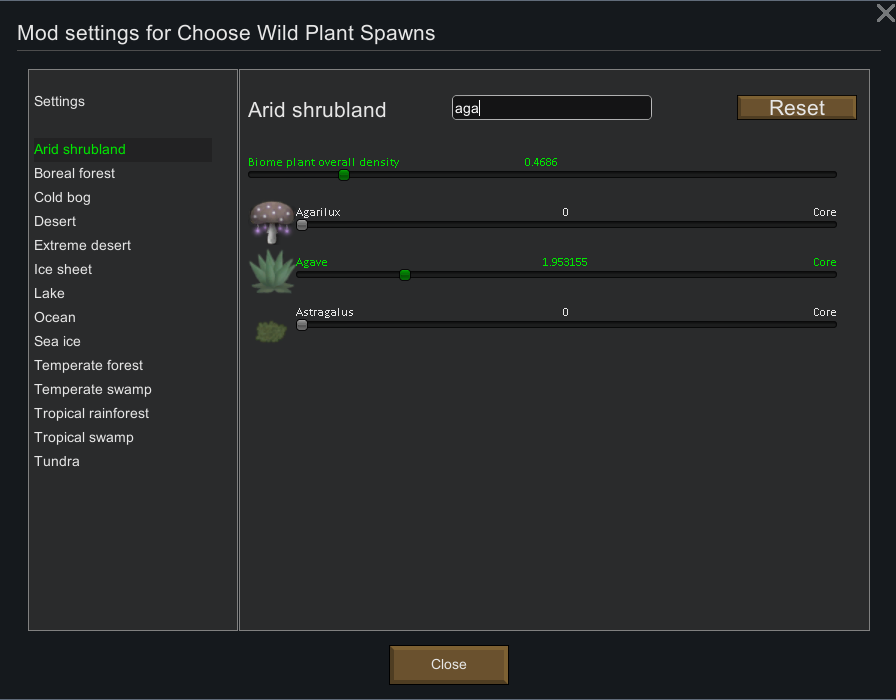 Mod settings for Choose Wild Plant Spawns
Settings
Arid shrubland
Boreal forest
Cold bog
Desert
Extreme desert
Ice sheet
Lake
Ocean
Sea ice
Temperate forest
Temperate swamp
Tropical rainforest
Tropical swamp
Tundra
Arid shrubland aga Reset
Biome plant overall density 0.4686
Agarilux 0 Core
Agave 1.953155 Core
Astragalus 0 Core
Close